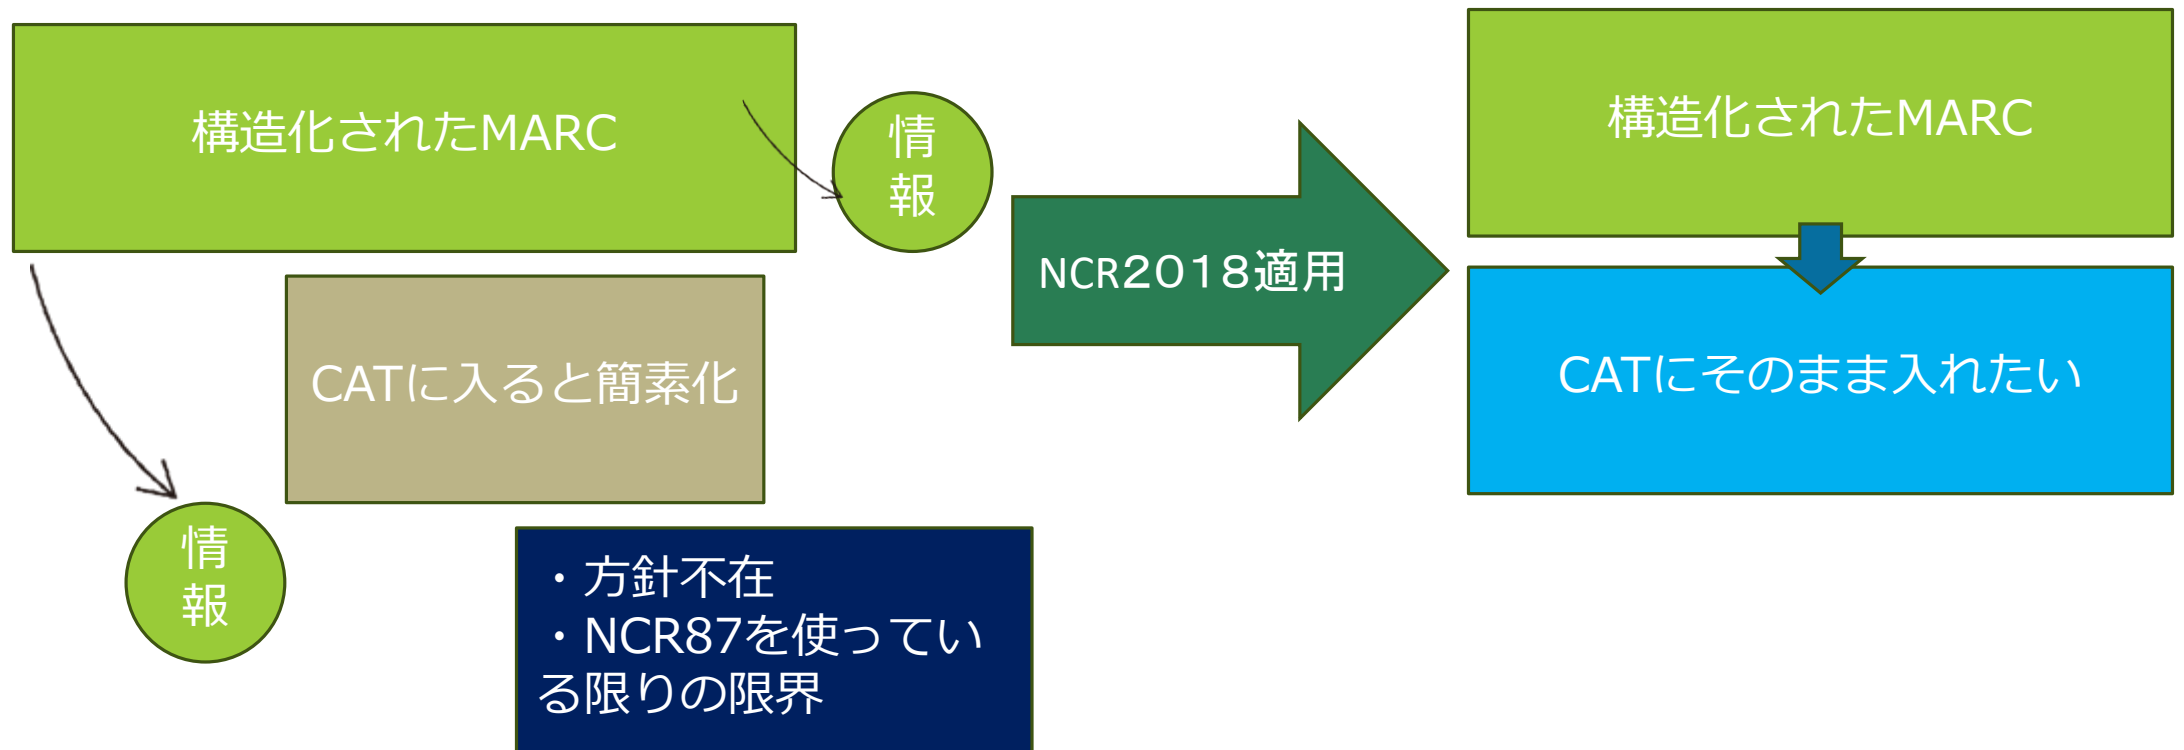 構造化されたMARC
情
報
CATに入ると簡素化
情
報
・方針不在
・NCR87を使ってい
る限りの限界
NCR２０１８適用
構造化されたMARC
CATにそのまま入れたい